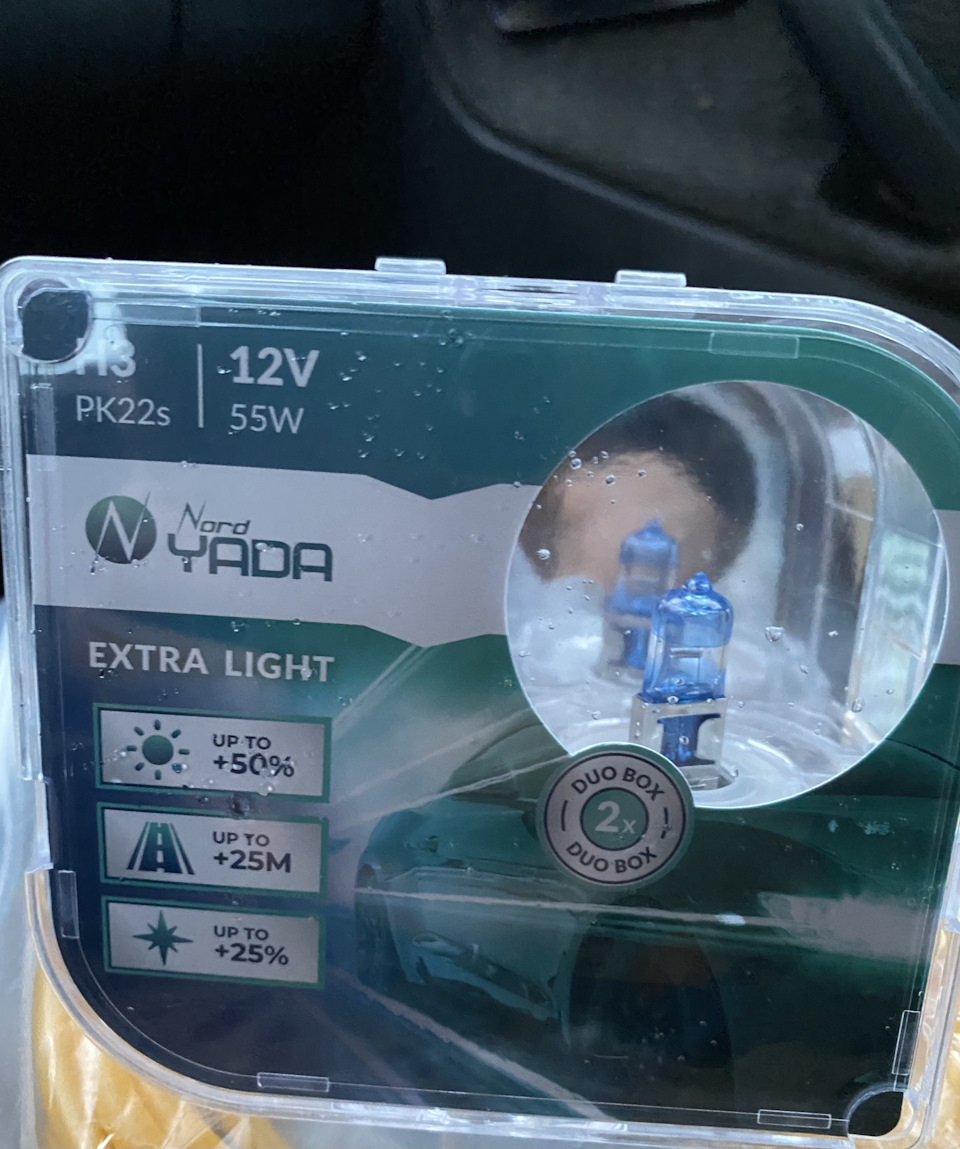 H3
12V
PK22s
55W
N
Nord
YADA
EXTRA LIGHT
UP TO
+50%
UP TO
+25M
UP TO
+25%
DUO BOX
2x
DUO BOX